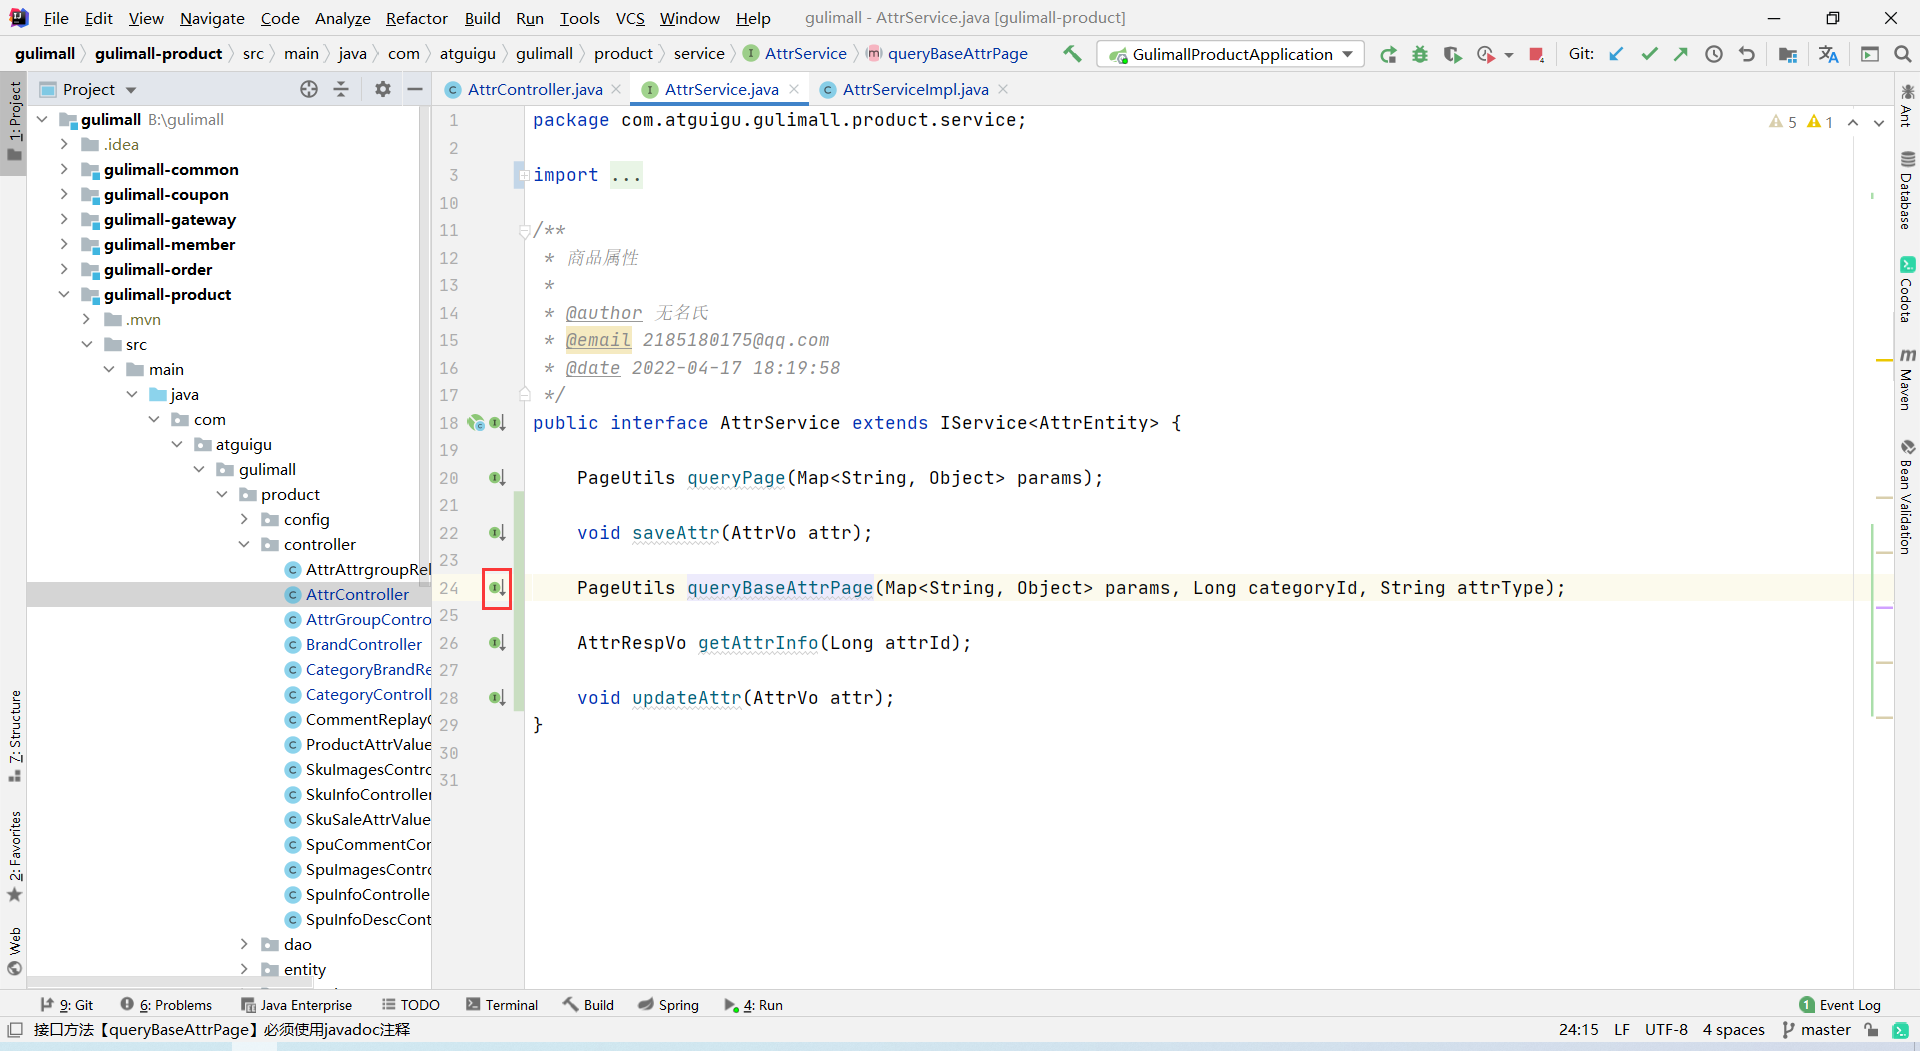 File Edit View Navigate Code Analyze Refactor Build Run Tools VCS Window Help gulimall - AttrService.java [gulimall-product]
gulimall gulimall-product src main java com atguigu gulimall product service AttrService queryBaseAttrPage GulimallProductApplication Git:
Project
AttrController.java AttrService.java AttrServiceImpl.java
1: Project
7: Structure
2: Favorites
Web
gulimall B:\gulimall
.idea
gulimall-common
gulimall-coupon
gulimall-gateway
gulimall-member
gulimall-order
gulimall-product
.mvn
src
main
java
com
atguigu
gulimall
product
config
controller
AttrAttrgroupRel
AttrController
AttrGroupContro
BrandController
CategoryBrandRe
CategoryControll
CommentReplayC
ProductAttrValue
SkuImagesContro
SkuInfoController
SkuSaleAttrValue
SpuCommentCor
SpuImagesContro
SpuInfoControlle
SpuInfoDescCont
dao
entity
5 1
1 package com.atguigu.gulimall.product.service;
2
3 import ...
10
11 /**
12 * 商品属性
13 *
14 * @author 无名氏
15 * @email 2185180175@qq.com
16 * @date 2022-04-17 18:19:58
17 */
18 public interface AttrService extends IService<AttrEntity> {
19
20 PageUtils queryPage(Map<String, Object> params);
21
22 void saveAttr(AttrVo attr);
23
24 PageUtils queryBaseAttrPage(Map<String, Object> params, Long categoryId, String attrType);
25
26 AttrRespVo getAttrInfo(Long attrId);
27
28 void updateAttr(AttrVo attr);
29 }
30
31
Ant
Database
Codota
Maven
Bean Validation
9: Git 6: Problems Java Enterprise TODO Terminal Build Spring 4: Run 1 Event Log
接口方法【queryBaseAttrPage】必须使用javadoc注释 24:15 LF UTF-8 4 spaces master